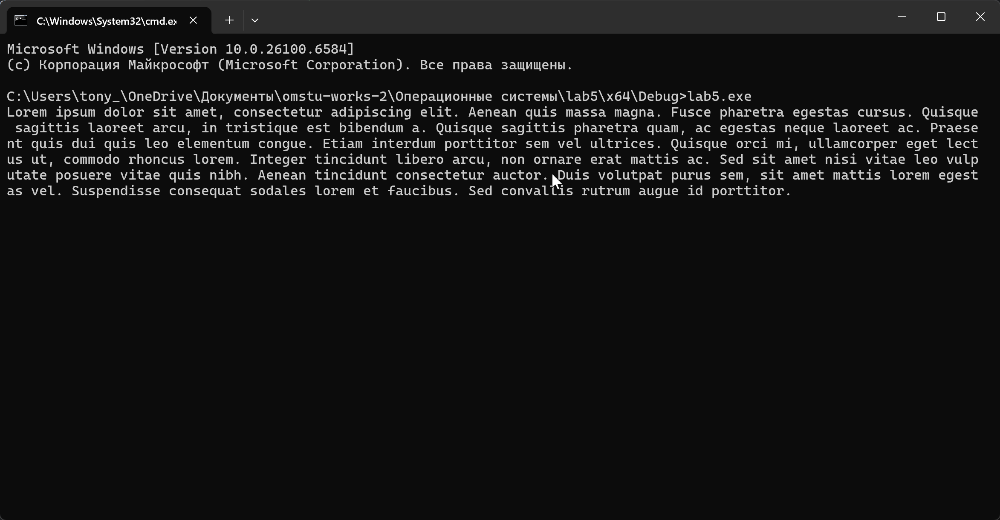 C:\Windows\System32\cmd.ex
Microsoft Windows [Version 10.0.26100.6584]
(c) Корпорация Майкрософт (Microsoft Corporation). Все права защищены.
C:\Users\tony_\OneDrive\Документы\omstu-works-2\Операционные системы\lab5\x64\Debug>lab5.exe
Lorem ipsum dolor sit amet, consectetur adipiscing elit. Aenean quis massa magna. Fusce pharetra egestas cursus. Quisque
 sagittis laoreet arcu, in tristique est bibendum a. Quisque sagittis pharetra quam, ac egestas neque laoreet ac. Praese
nt quis dui quis leo elementum congue. Etiam interdum porttitor sem vel ultrices. Quisque orci mi, ullamcorper eget lect
us ut, commodo rhoncus lorem. Integer tincidunt libero arcu, non ornare erat mattis ac. Sed sit amet nisi vitae leo vulp
utate posuere vitae quis nibh. Aenean tincidunt consectetur auctor. Duis volutpat purus sem, sit amet mattis lorem egest
as vel. Suspendisse consequat sodales lorem et faucibus. Sed convallis rutrum augue id porttitor.